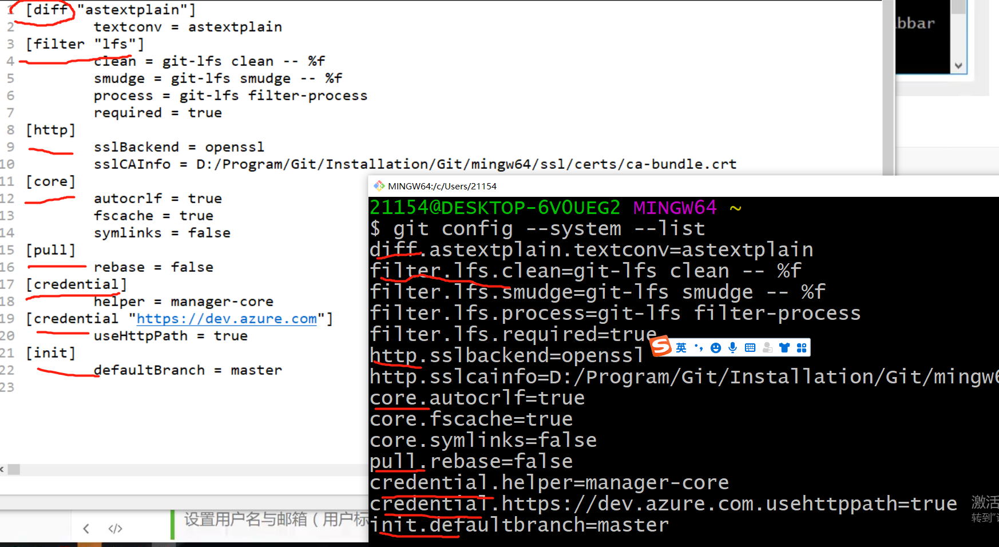 1 [diff "astextplain"]
2 textconv = astextplain
3 [filter "lfs"]
4 clean = git-lfs clean -- %f
5 smudge = git-lfs smudge -- %f
6 process = git-lfs filter-process
7 required = true
8 [http]
9 sslBackend = openssl
10 sslCAInfo = D:/Program/Git/Installation/Git/mingw64/ssl/certs/ca-bundle.crt
11 [core]
12 autocrlf = true
13 fscache = true
14 symlinks = false
15 [pull]
16 rebase = false
17 [credential]
18 helper = manager-core
19 [credential "https://dev.azure.com"]
20 useHttpPath = true
21 [init]
22 defaultBranch = master
23
bbar
MINGW64:/c/Users/21154
21154@DESKTOP-6V0UEG2 MINGW64 ~
$ git config --system --list
diff.astextplain.textconv=astextplain
filter.lfs.clean=git-lfs clean -- %f
filter.lfs.smudge=git-lfs smudge -- %f
filter.lfs.process=git-lfs filter-process
filter.lfs.required=true
http.sslbackend=openssl
http.sslcainfo=D:/Program/Git/Installation/Git/mingw6
core.autocrlf=true
core.fscache=true
core.symlinks=false
pull.rebase=false
credential.helper=manager-core
credential.https://dev.azure.com.usehttppath=true
init.defaultbranch=master
英
设置用户名与邮箱（用户标
激活
转到"